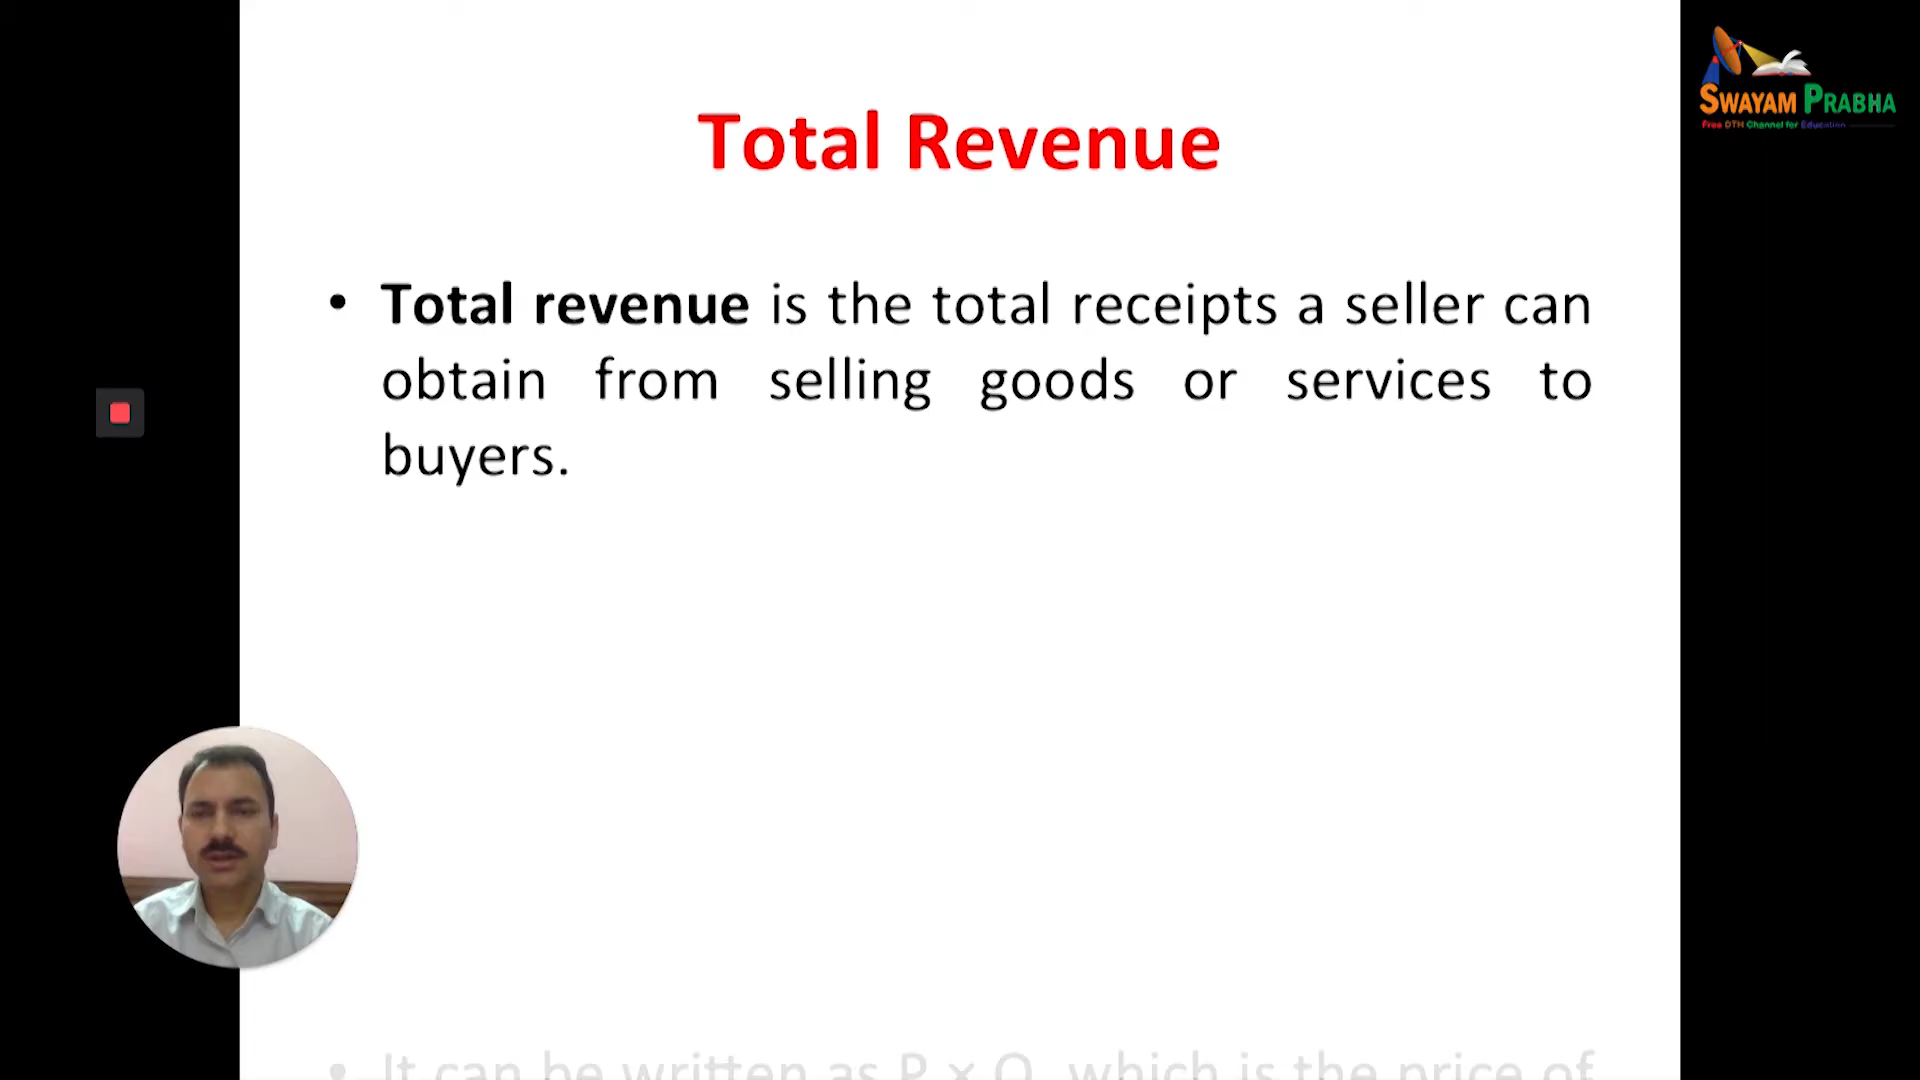 SWAYAM PRABHA
Free DTH Channel for Education
Total Revenue
• Total revenue is the total receipts a seller can
obtain from selling goods or services to
buyers.
• It can be written as P × Q, which is the price of